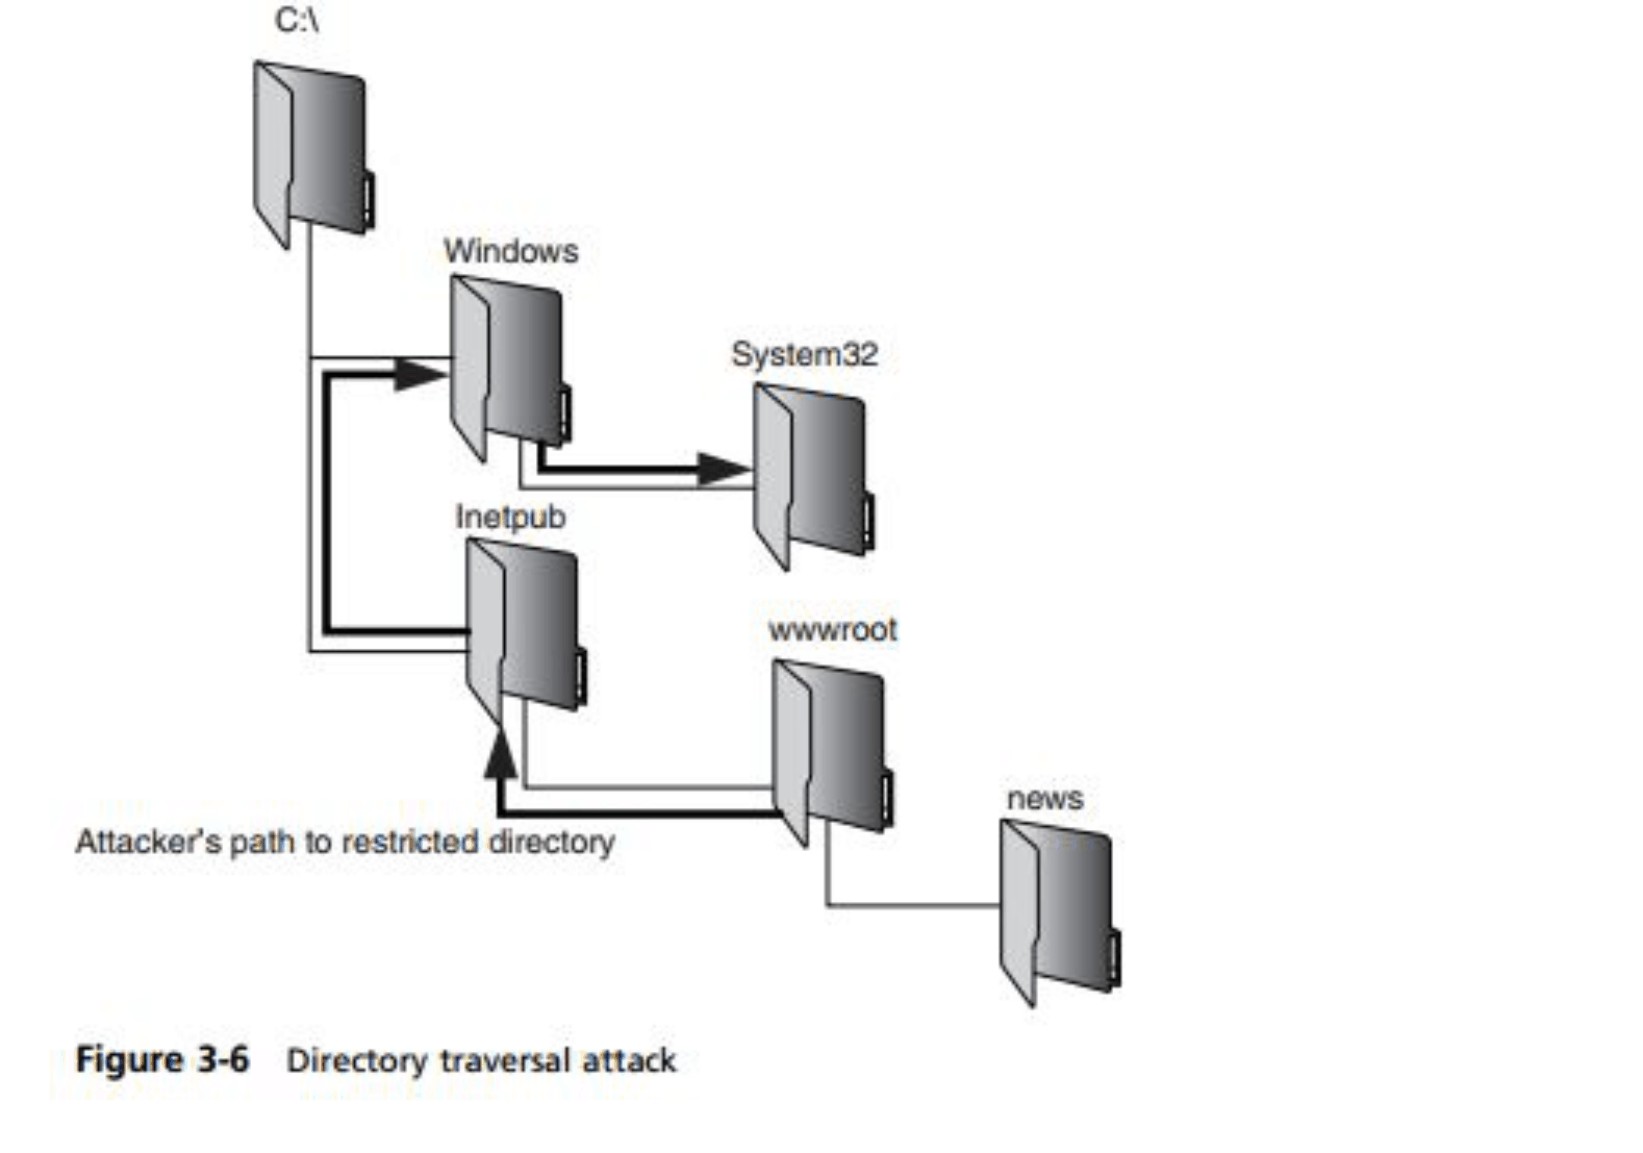 C:\
Windows
System32
Inetpub
wwwroot
news
Attacker's path to restricted directory
Figure 3-6 Directory traversal attack